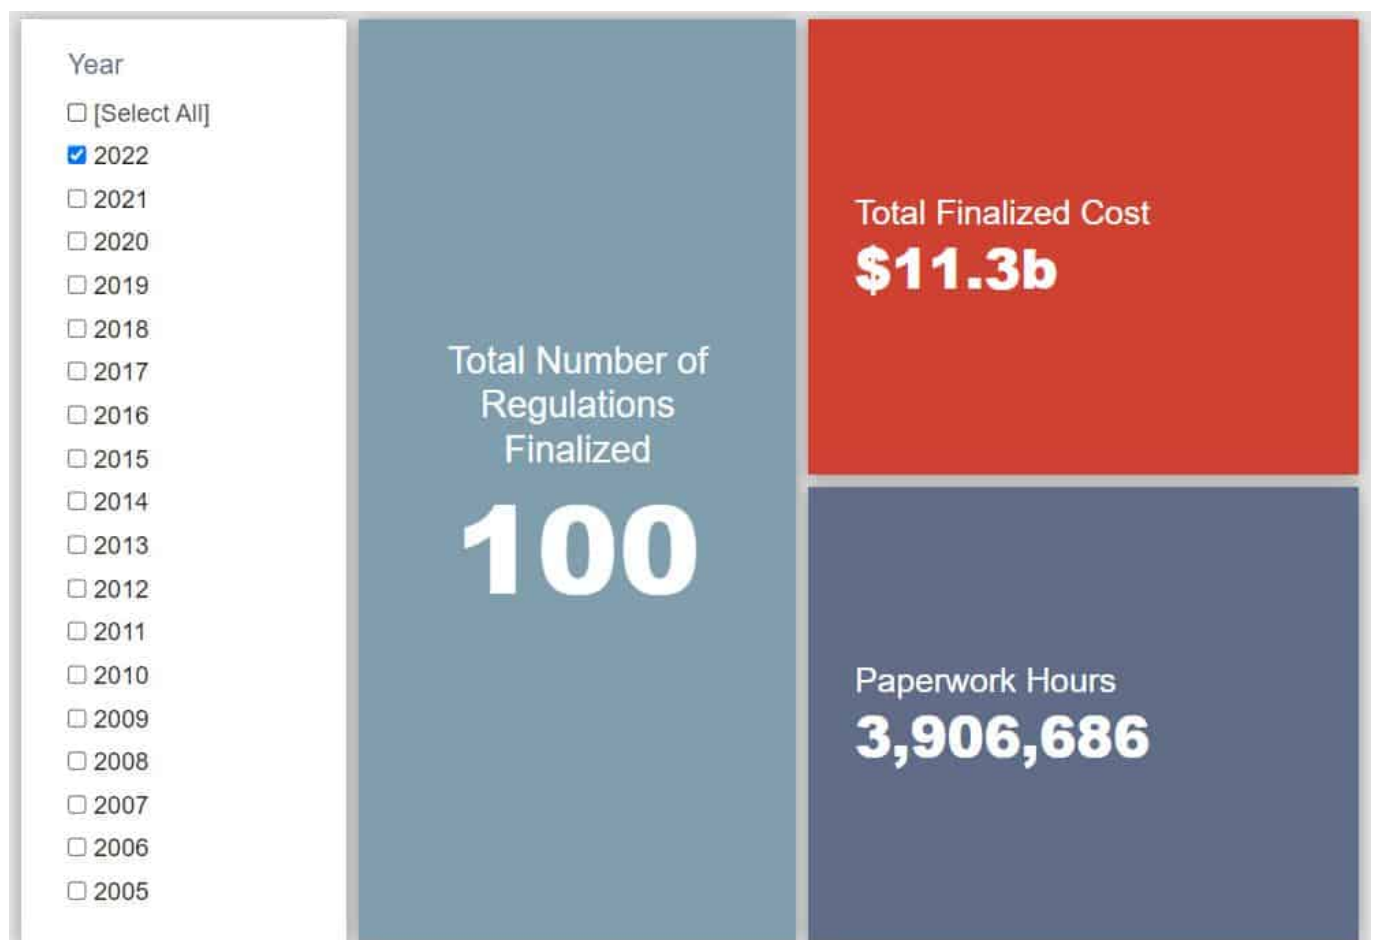 Year
[Select All]
2022
2021
2020
2019
2018
2017
2016
2015
2014
2013
2012
2011
2010
2009
2008
2007
2006
2005
Total Number of
Regulations
Finalized
100
Total Finalized Cost
$11.3b
Paperwork Hours
3,906,686